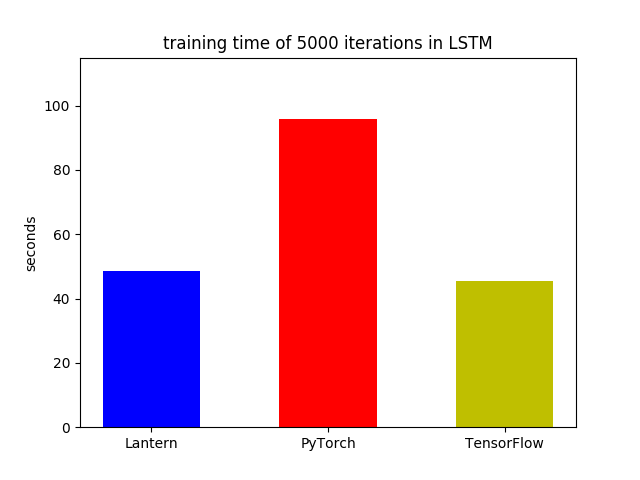 training time of 5000 iterations in LSTM
100
80
60
40
20
0
seconds
Lantern PyTorch TensorFlow